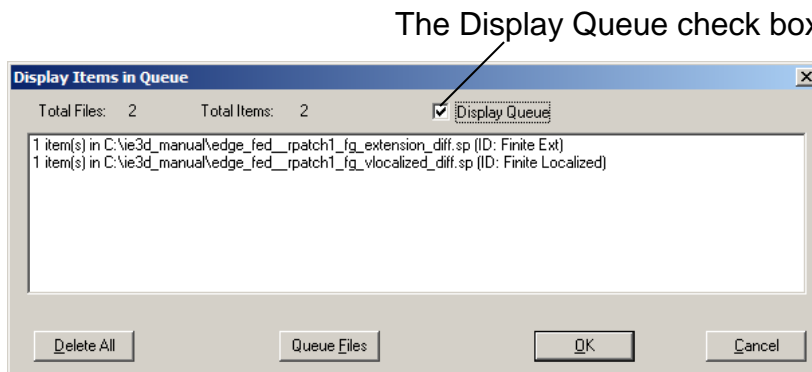 The Display Queue check box
Display Items in Queue
Total Files: 2 Total Items: 2 Display Queue
1 item(s) in C:\ie3d_manual\edge_fed__rpatch1_fg_extension_diff.sp (ID: Finite Ext)
1 item(s) in C:\ie3d_manual\edge_fed__rpatch1_fg_vlocalized_diff.sp (ID: Finite Localized)
Delete All Queue Files OK Cancel